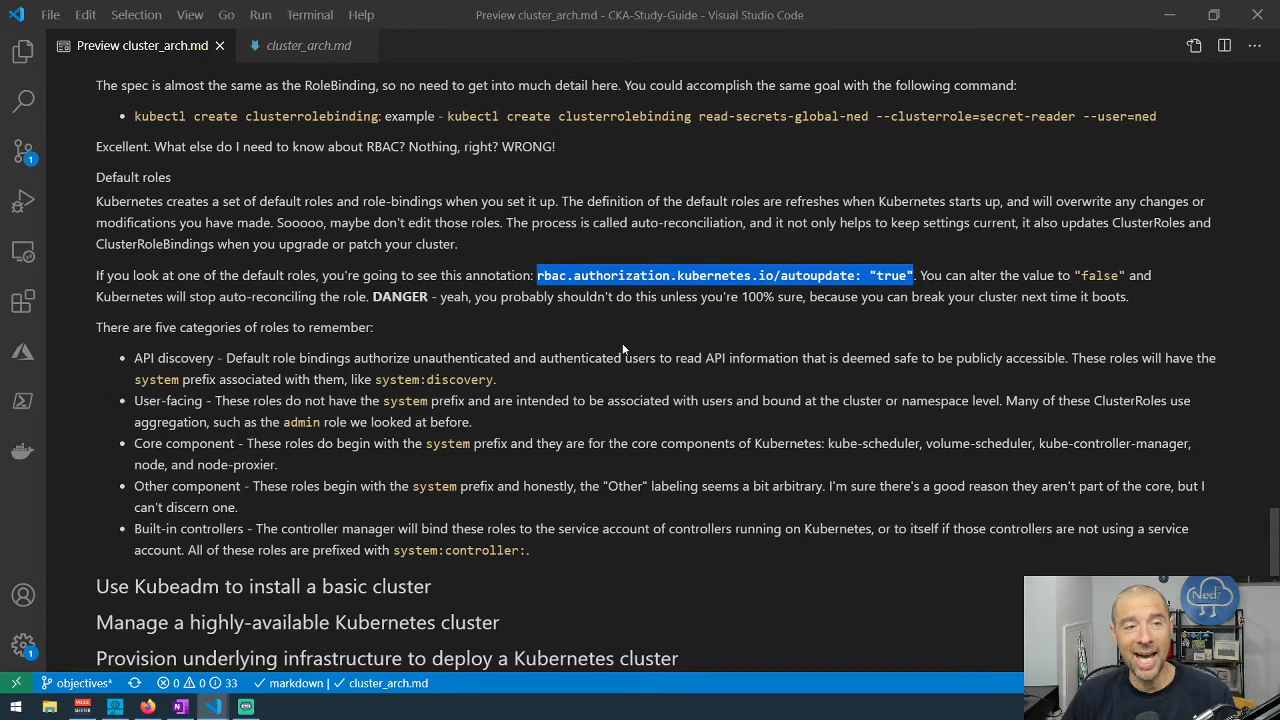 File Edit Selection View Go Run Terminal Help
Preview cluster_arch.md - CKA-Study-Guide - Visual Studio Code
Preview cluster_arch.md
cluster_arch.md
The spec is almost the same as the RoleBinding, so no need to get into much detail here. You could accomplish the same goal with the following command:
• kubectl create clusterrolebinding: example - kubectl create clusterrolebinding read-secrets-global-ned --clusterrole=secret-reader --user=ned
Excellent. What else do I need to know about RBAC? Nothing, right? WRONG!
Default roles
Kubernetes creates a set of default roles and role-bindings when you set it up. The definition of the default roles are refreshes when Kubernetes starts up, and will overwrite any changes or
modifications you have made. Sooooo, maybe don't edit those roles. The process is called auto-reconciliation, and it not only helps to keep settings current, it also updates ClusterRoles and
ClusterRoleBindings when you upgrade or patch your cluster.
If you look at one of the default roles, you're going to see this annotation: rbac.authorization.kubernetes.io/autoupdate: "true". You can alter the value to "false" and
Kubernetes will stop auto-reconciling the role. DANGER - yeah, you probably shouldn't do this unless you're 100% sure, because you can break your cluster next time it boots.
There are five categories of roles to remember:
• API discovery - Default role bindings authorize unauthenticated and authenticated users to read API information that is deemed safe to be publicly accessible. These roles will have the
system prefix associated with them, like system:discovery.
• User-facing - These roles do not have the system prefix and are intended to be associated with users and bound at the cluster or namespace level. Many of these ClusterRoles use
aggregation, such as the admin role we looked at before.
• Core component - These roles do begin with the system prefix and they are for the core components of Kubernetes: kube-scheduler, volume-scheduler, kube-controller-manager,
node, and node-proxier.
• Other component - These roles begin with the system prefix and honestly, the "Other" labeling seems a bit arbitrary. I'm sure there's a good reason they aren't part of the core, but I
can't discern one.
• Built-in controllers - The controller manager will bind these roles to the service account of controllers running on Kubernetes, or to itself if those controllers are not using a service
account. All of these roles are prefixed with system:controller:.
Use Kubeadm to install a basic cluster
Manage a highly-available Kubernetes cluster
Provision underlying infrastructure to deploy a Kubernetes cluster
Ned
1
1
objectives* 0 0 33 markdown | cluster_arch.md